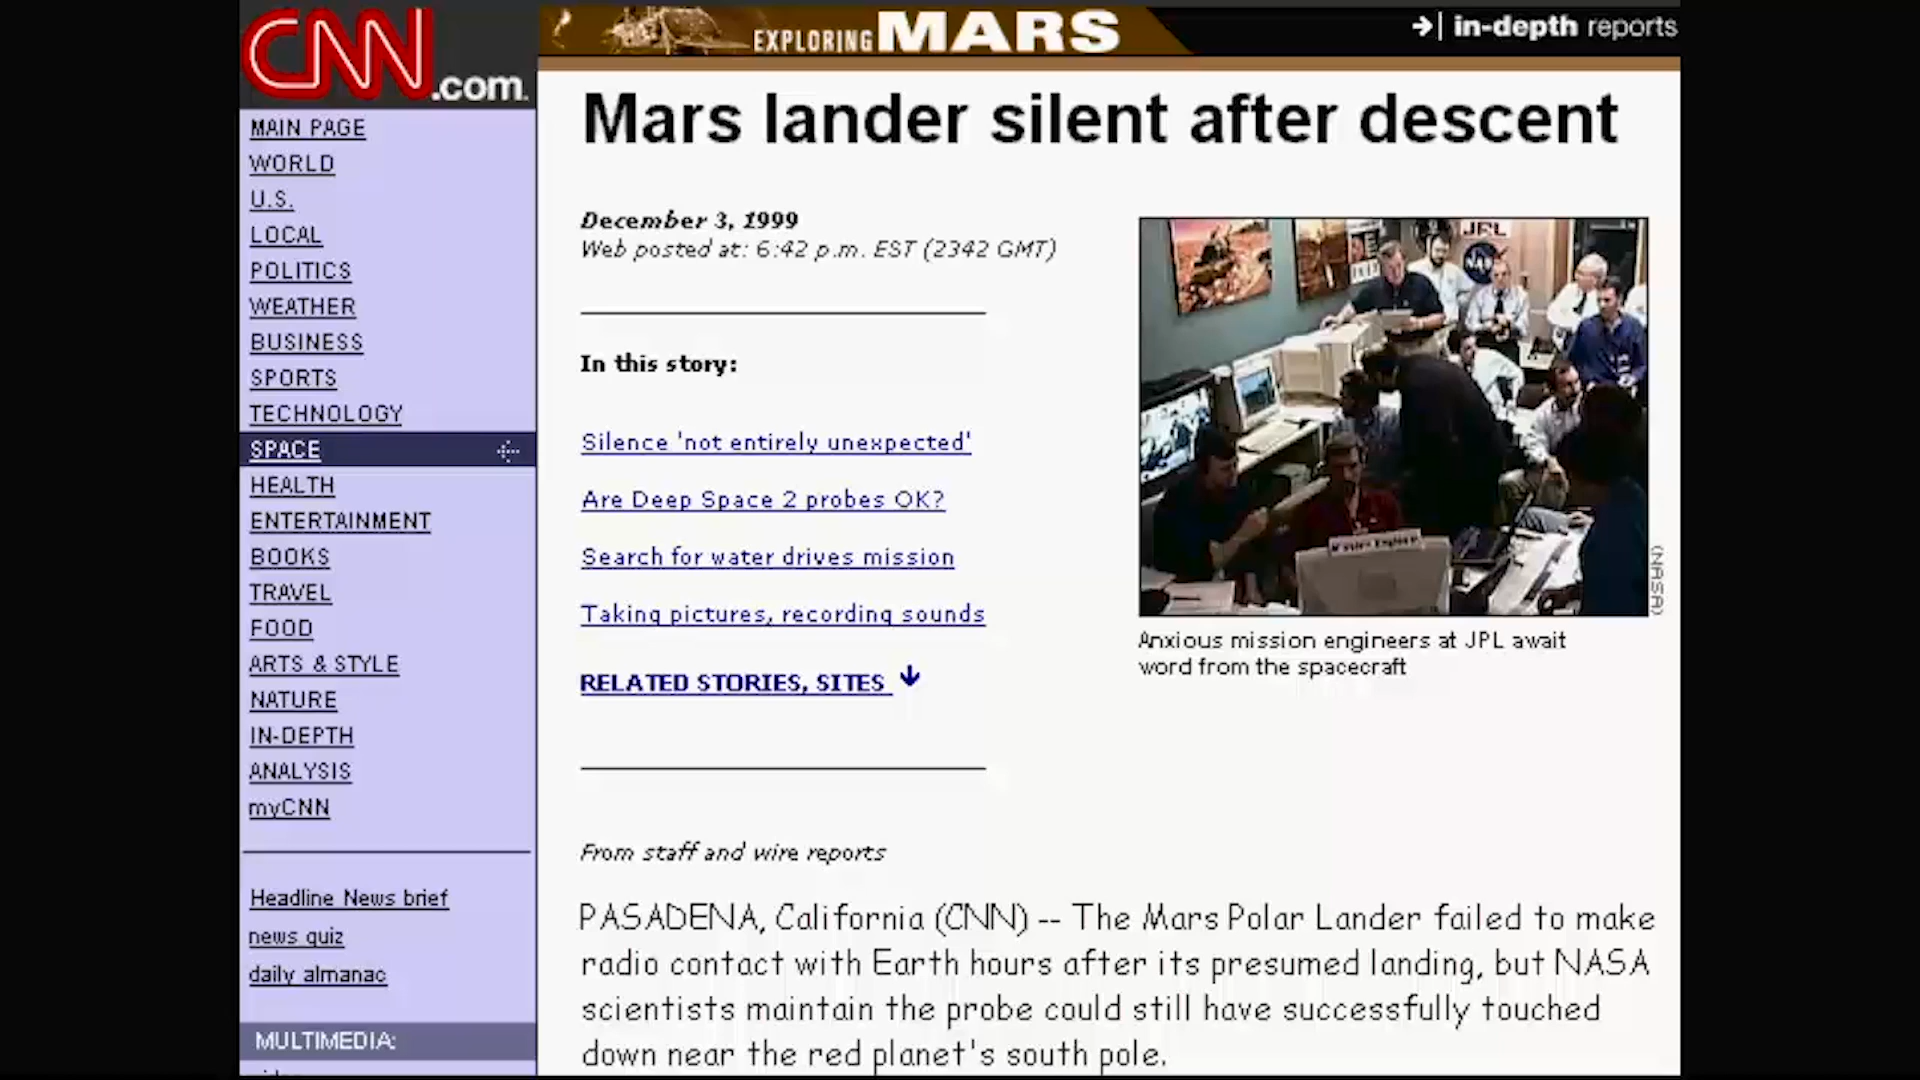 CNN.com.
EXPLORING MARS
in-depth reports
MAIN PAGE
WORLD
U.S.
LOCAL
POLITICS
WEATHER
BUSINESS
SPORTS
TECHNOLOGY
SPACE
HEALTH
ENTERTAINMENT
BOOKS
TRAVEL
FOOD
ARTS & STYLE
NATURE
IN-DEPTH
ANALYSIS
myCNN
Headline News brief
news quiz
daily almanac
MULTIMEDIA:
Mars lander silent after descent
December 3, 1999
Web posted at: 6:42 p.m. EST (2342 GMT)
In this story:
Silence 'not entirely unexpected'
Are Deep Space 2 probes OK?
Search for water drives mission
Taking pictures, recording sounds
RELATED STORIES, SITES
JPL
NASA
(NASA)
Anxious mission engineers at JPL await
word from the spacecraft
From staff and wire reports
PASADENA, California (CNN) -- The Mars Polar Lander failed to make
radio contact with Earth hours after its presumed landing, but NASA
scientists maintain the probe could still have successfully touched
down near the red planet's south pole.